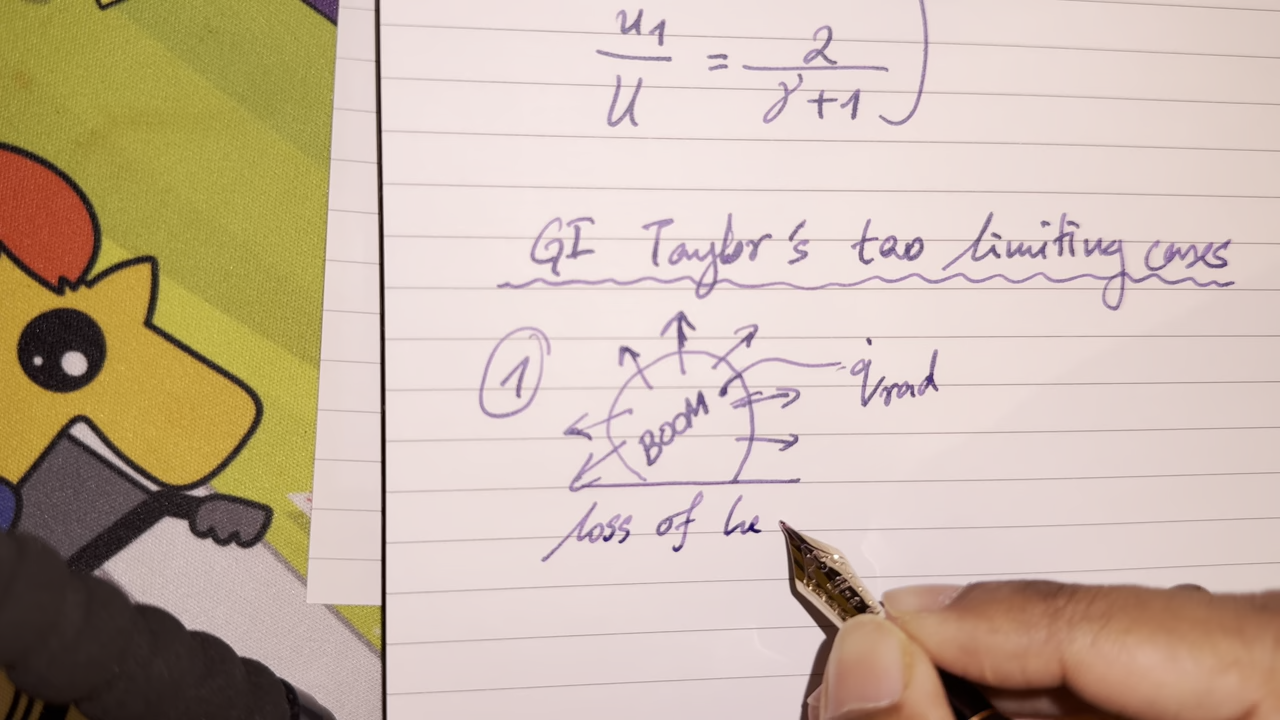 u1/U = 2/(γ+1)
GI Taylor's two limiting cases
1
BOOM
q̇rad
loss of he